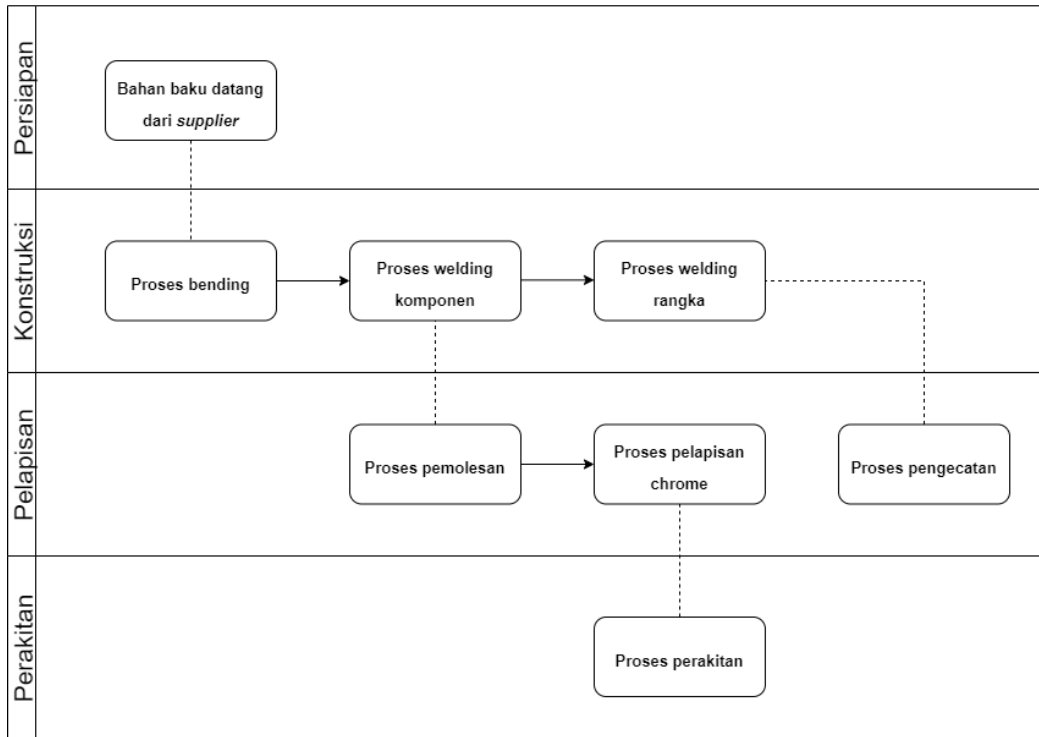 Persiapan
Bahan baku datang
dari supplier
Konstruksi
Proses bending
Proses welding
komponen
Proses welding
rangka
Pelapisan
Proses pemolesan
Proses pelapisan
chrome
Proses pengecatan
Perakitan
Proses perakitan